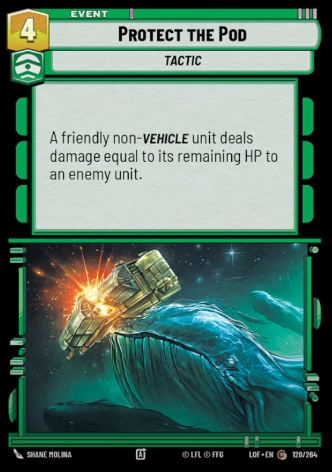 EVENT
4
PROTECT THE POD
TACTIC
A friendly non-VEHICLE unit deals
damage equal to its remaining HP to
an enemy unit.
SHANE MOLINA
© LFL © FFG
LOF • EN
128/264